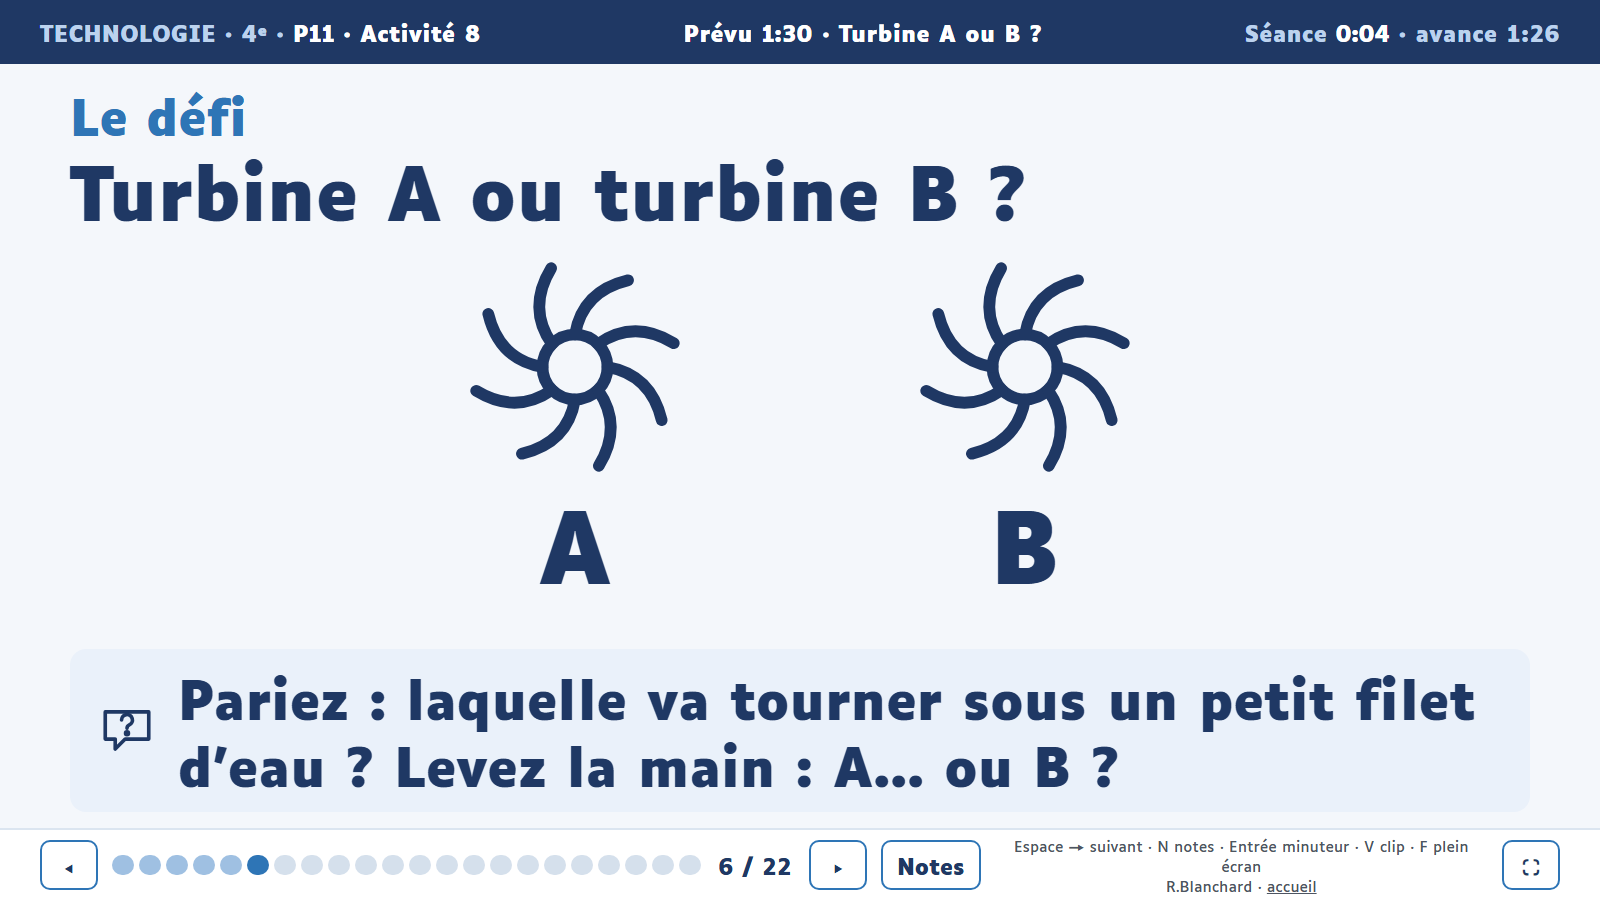 TECHNOLOGIE · 4ᵉ · P11 · Activité 8
Prévu 1:30 · Turbine A ou B ?
Séance 0:04 · avance 1:26
Le défi
Turbine A ou turbine B ?
A
B
?
Pariez : laquelle va tourner sous un petit filet
d’eau ? Levez la main : A… ou B ?
6 / 22
Notes
Espace → suivant · N notes · Entrée minuteur · V clip · F plein
écran
R.Blanchard · accueil